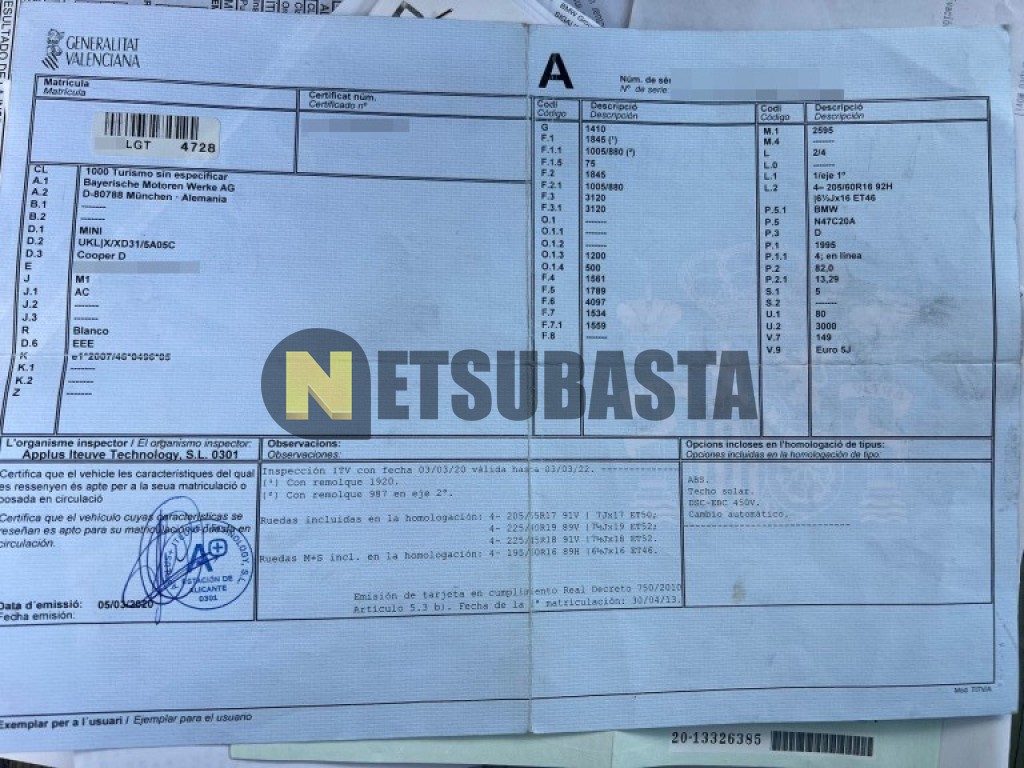 GENERALITAT
VALENCIANA
Matrícula
Matrícula
LGT 4728
Certificat núm.
Certificado nº
CL 1000 Turismo sin especificar
A.1 Bayerische Motoren Werke AG
A.2 D-80788 München - Alemania
B.1 -------
B.2 -------
D.1 MINI
D.2 UKL|X/XD31/5A05C
D.3 Cooper D
E
J M1
J.1 AC
J.2 -------
J.3 -------
R Blanco
D.6 EEE
K e1*2007/46*0496*05
K.1 -------
K.2 -------
Z -------
A
Núm. de sèr
Nº de serie:
Codi Descripció
Código Descripción
G 1410
F.1 1845 (¹)
F.1.1 1005/880 (²)
F.1.5 75
F.2 1845
F.2.1 1005/880
F.3 3120
F.3.1 3120
O.1 -------
O.1.1 -------
O.1.2 -------
O.1.3 1200
O.1.4 500
F.4 1561
F.5 1789
F.6 4097
F.7 1534
F.7.1 1559
F.8 -------
Codi Descripció
Código Descripción
M.1 2595
M.4 -------
L 2/4
L.0 -------
L.1 1/eje 1º
L.2 4– 205/60R16 92H
|6½Jx16 ET46
P.5.1 BMW
P.5 N47C20A
P.3 D
P.1 1995
P.1.1 4; en línea
P.2 82,0
P.2.1 13,29
S.1 5
S.2 -------
U.1 80
U.2 3000
V.7 149
V.9 Euro 5J
NETSUBASTA
L'organisme inspector / El organismo inspector:
Applus Iteuve Technology, S.L. 0301
Certifica que el vehicle les característiques del qual
es ressenyen és apte per a la seua matriculació o
posada en circulació
Certifica que el vehículo cuyas características se
reseñan es apto para su matriculación o puesta en
circulación.
A+
ESTACIÓN DE
ALICANTE
0301
Data d'emissió: 05/03/2020
Fecha emisión:
Observacions:
Observaciones:
Inspección ITV con fecha 03/03/20 válida hasta 03/03/22. -------------
(¹) Con remolque 1920.
(²) Con remolque 987 en eje 2º.
Ruedas incluidas en la homologación: 4- 205/55R17 91V | 7Jx17 ET50;
4- 225/40R19 89V |7½Jx19 ET52;
4- 225/45R18 91V |7½Jx18 ET52.
Ruedas M+S incl. en la homologación: 4- 195/60R16 89H |6½Jx16 ET46.
Emisión de tarjeta en cumplimiento Real Decreto 750/2010
Artículo 5.3 b). Fecha de la 1ª matriculación: 30/04/13.
Opcions incloses en l'homologació de tipus:
Opciones incluidas en la homologación de tipo:
ABS.
Techo solar.
DSC-EBC 450V.
Cambio automático.
Mod. TITV/A
Exemplar per a l'usuari / Ejemplar para el usuario
20-13326385